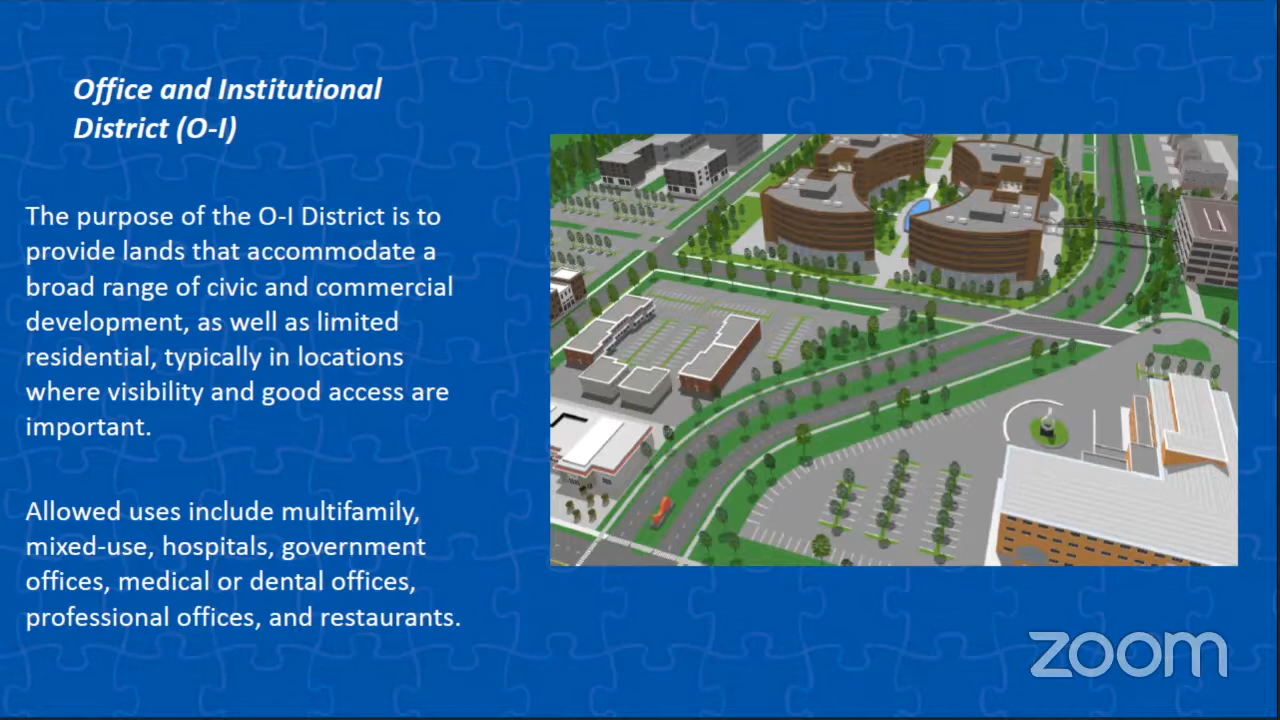 Office and Institutional
District (O-I)
The purpose of the O-I District is to
provide lands that accommodate a
broad range of civic and commercial
development, as well as limited
residential, typically in locations
where visibility and good access are
important.
Allowed uses include multifamily,
mixed-use, hospitals, government
offices, medical or dental offices,
professional offices, and restaurants.
zoom